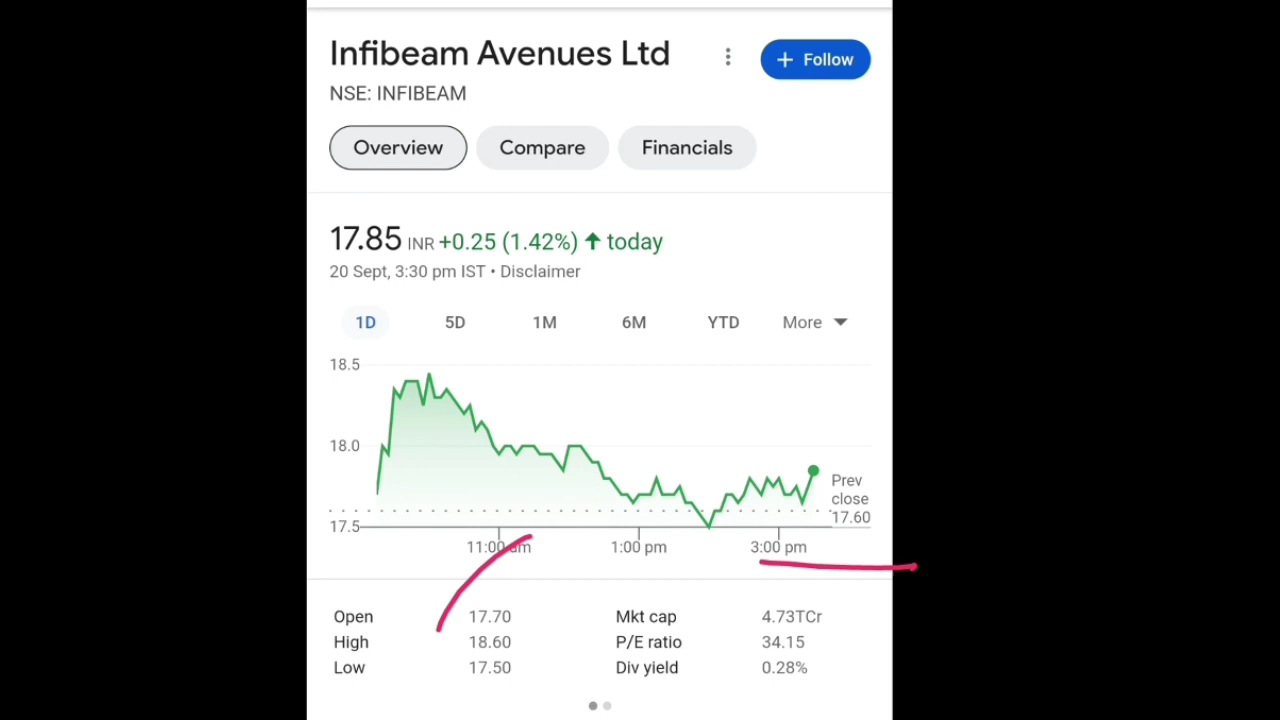 Infibeam Avenues Ltd
+ Follow
NSE: INFIBEAM
Overview Compare Financials
17.85 INR +0.25 (1.42%) ↑ today
20 Sept, 3:30 pm IST • Disclaimer
1D 5D 1M 6M YTD More
18.5
18.0
17.5
Prev
close
17.60
11:00 am 1:00 pm 3:00 pm
Open 17.70 Mkt cap 4.73TCr
High 18.60 P/E ratio 34.15
Low 17.50 Div yield 0.28%